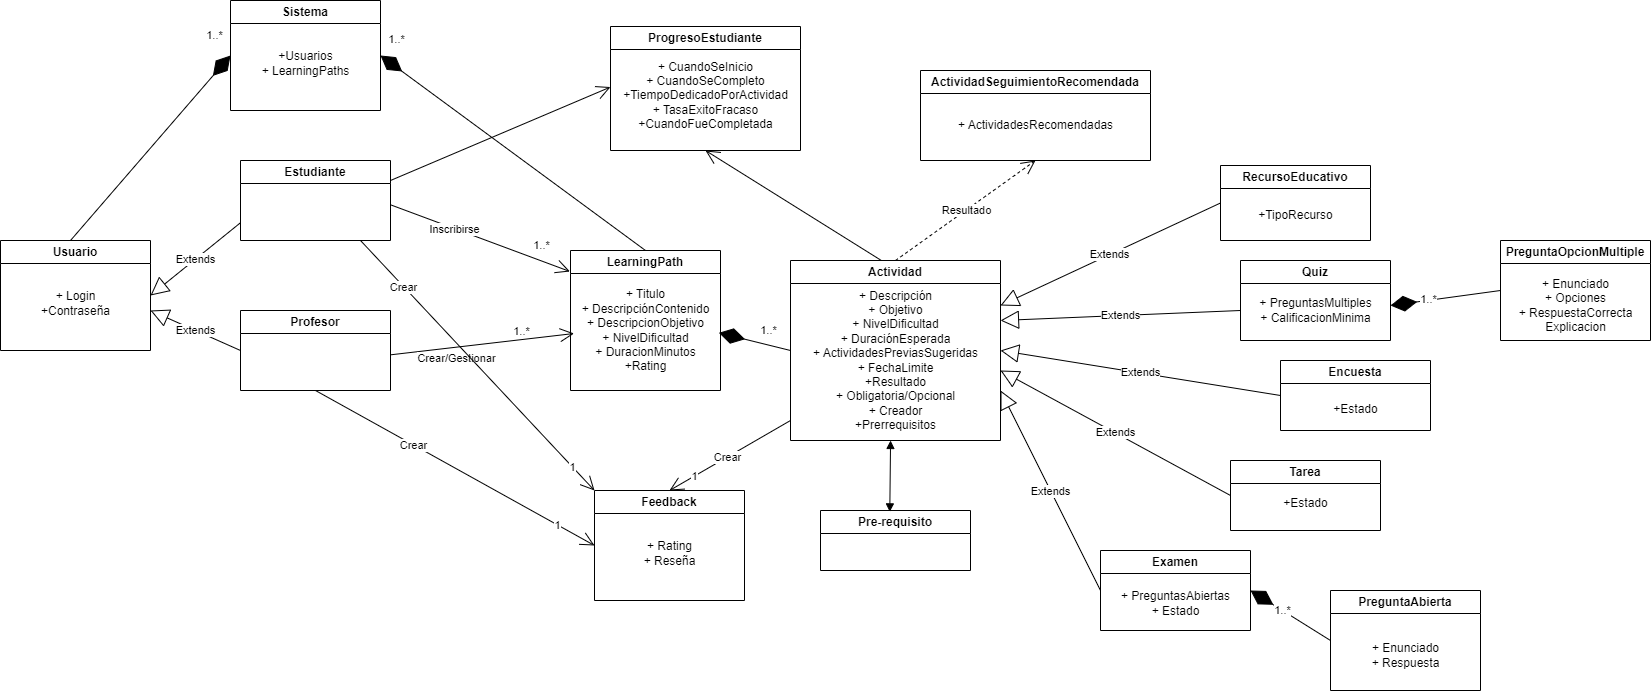 Sistema
+Usuarios
+ LearningPaths
1..*
1..*
ProgresoEstudiante
+ CuandoSeInicio
+ CuandoSeCompleto
+TiempoDedicadoPorActividad
+ TasaExitoFracaso
+CuandoFueCompletada
ActividadSeguimientoRecomendada
+ ActividadesRecomendadas
Estudiante
RecursoEducativo
+TipoRecurso
Resultado
Inscribirse
1..*
Usuario
+ Login
+Contraseña
Extends
Extends
Crear
LearningPath
+ Titulo
+ DescripciónContenido
+ DescripcionObjetivo
+ NivelDificultad
+ DuracionMinutos
+Rating
Actividad
+ Descripción
+ Objetivo
+ NivelDificultad
+ DuraciónEsperada
+ ActividadesPreviasSugeridas
+ FechaLimite
+Resultado
+ Obligatoria/Opcional
+ Creador
+Prerrequisitos
Extends
Quiz
+ PreguntasMultiples
+ CalificacionMinima
1..*
PreguntaOpcionMultiple
+ Enunciado
+ Opciones
+ RespuestaCorrecta
Explicacion
Extends
Profesor
1..*
Crear/Gestionar
1..*
Extends
Encuesta
+Estado
Extends
Tarea
+Estado
Extends
Crear
Crear
1
1
1
Feedback
+ Rating
+ Reseña
Pre-requisito
Examen
+ PreguntasAbiertas
+ Estado
1..*
PreguntaAbierta
+ Enunciado
+ Respuesta